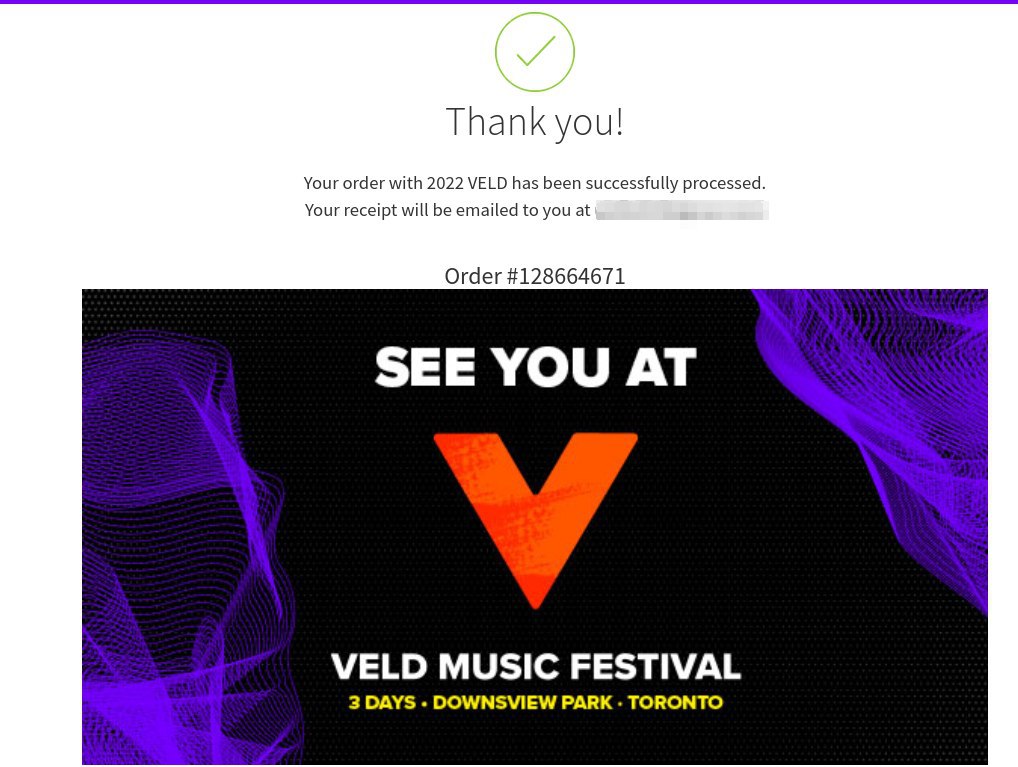 Thank you!
Your order with 2022 VELD has been successfully processed.
Your receipt will be emailed to you at
Order #128664671
SEE YOU AT
V
VELD MUSIC FESTIVAL
3 DAYS • DOWNSVIEW PARK • TORONTO